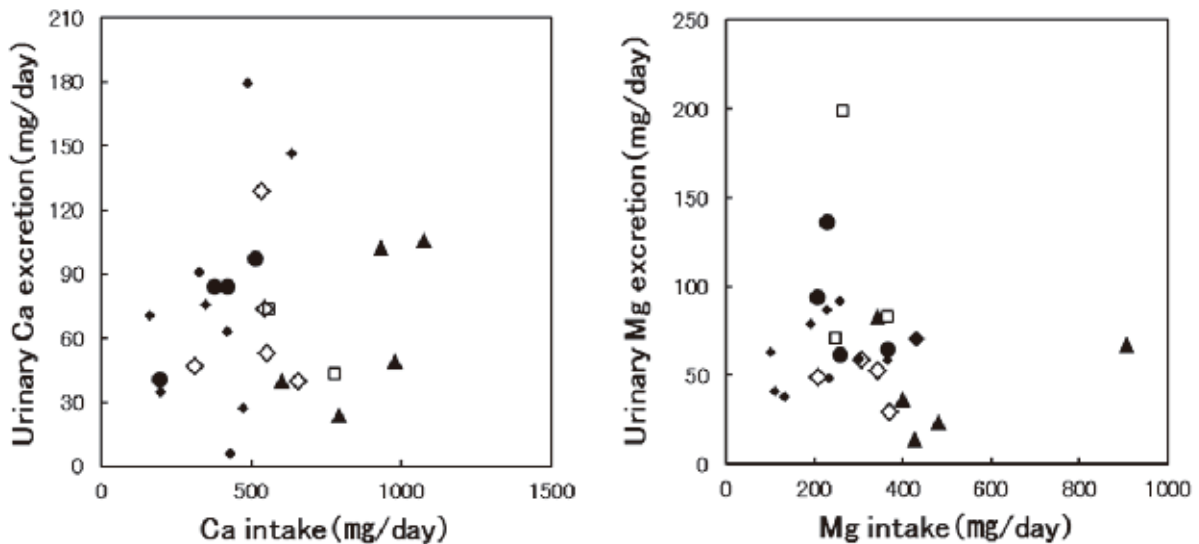 Urinary Ca excretion(mg/day)
210
180
150
120
90
60
30
0
0 500 1000 1500
Ca intake(mg/day)
Urinary Mg excretion(mg/day)
250
200
150
100
50
0
0 200 400 600 800 1000
Mg intake(mg/day)